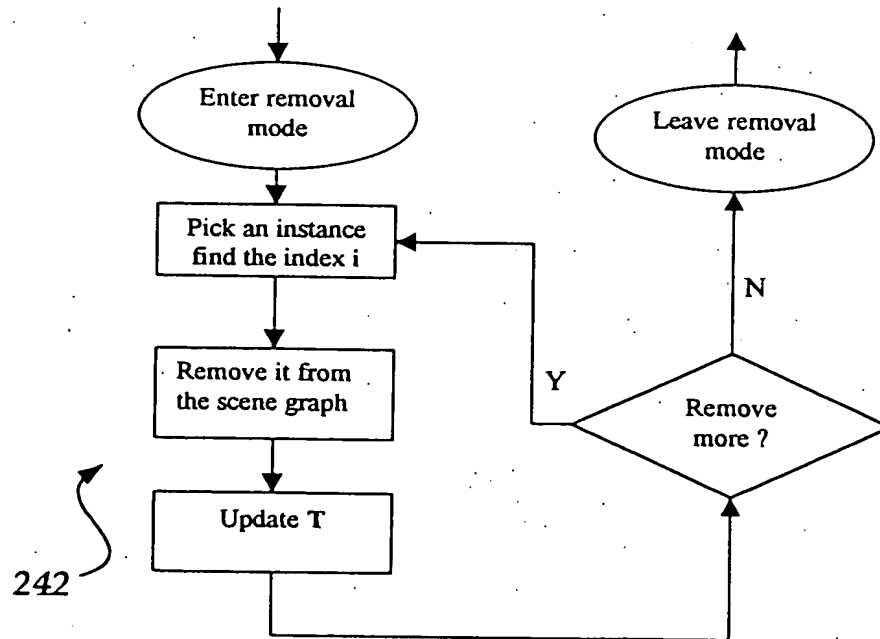 Enter removal
mode
Pick an instance
find the index i
Remove it from
the scene graph
Update T
242
Leave removal
mode
N
Y
Remove
more ?